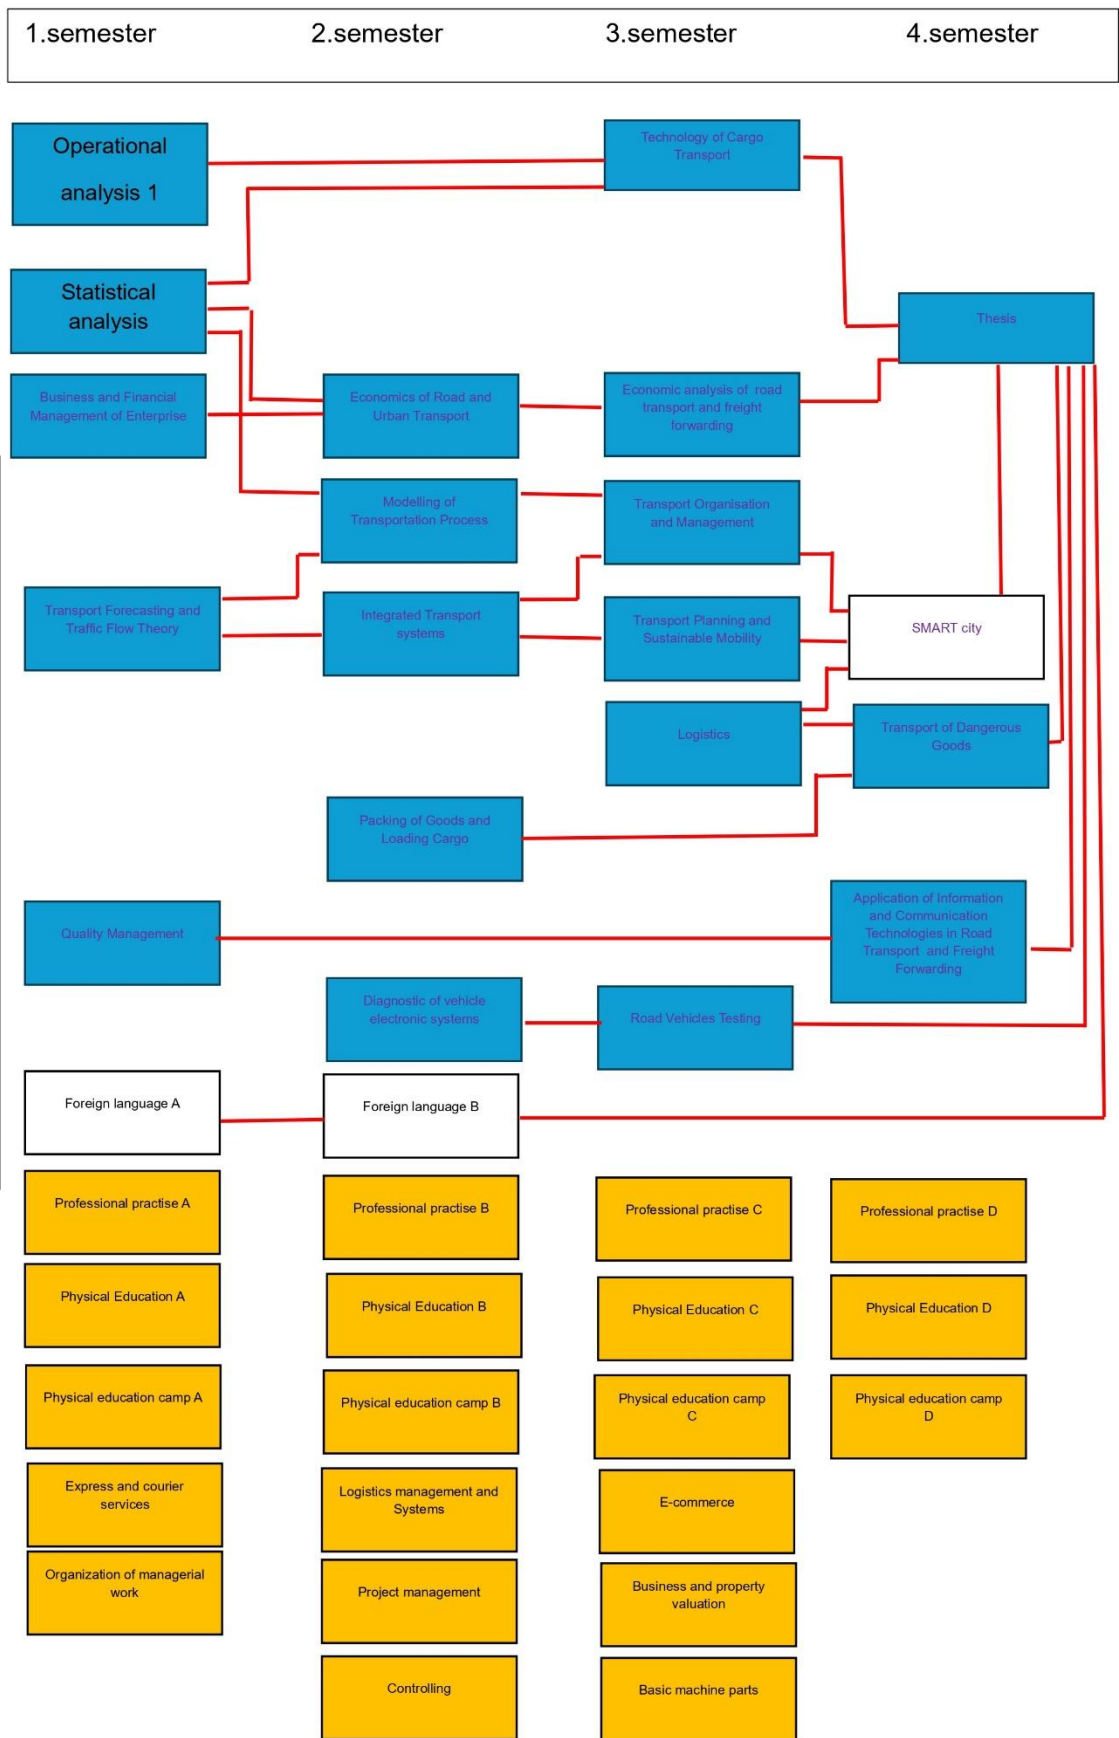 1.semester
2.semester
3.semester
4.semester
Operational
analysis 1
Technology of Cargo
Transport
Statistical
analysis
Thesis
Business and Financial
Management of Enterprise
Economics of Road and
Urban Transport
Economic analysis of road
transport and freight
forwarding
Modelling of
Transportation Process
Transport Organisation
and Management
Transport Forecasting and
Traffic Flow Theory
Integrated Transport
systems
Transport Planning and
Sustainable Mobility
SMART city
Logistics
Transport of Dangerous
Goods
Packing of Goods and
Loading Cargo
Quality Management
Application of Information
and Communication
Technologies in Road
Transport and Freight
Forwarding
Diagnostic of vehicle
electronic systems
Road Vehicles Testing
Foreign language A
Foreign language B
Professional practise A
Professional practise B
Professional practise C
Professional practise D
Physical Education A
Physical Education B
Physical Education C
Physical Education D
Physical education camp A
Physical education camp B
Physical education camp
C
Physical education camp
D
Express and courier
services
Logistics management and
Systems
E-commerce
Organization of managerial
work
Project management
Business and property
valuation
Controlling
Basic machine parts